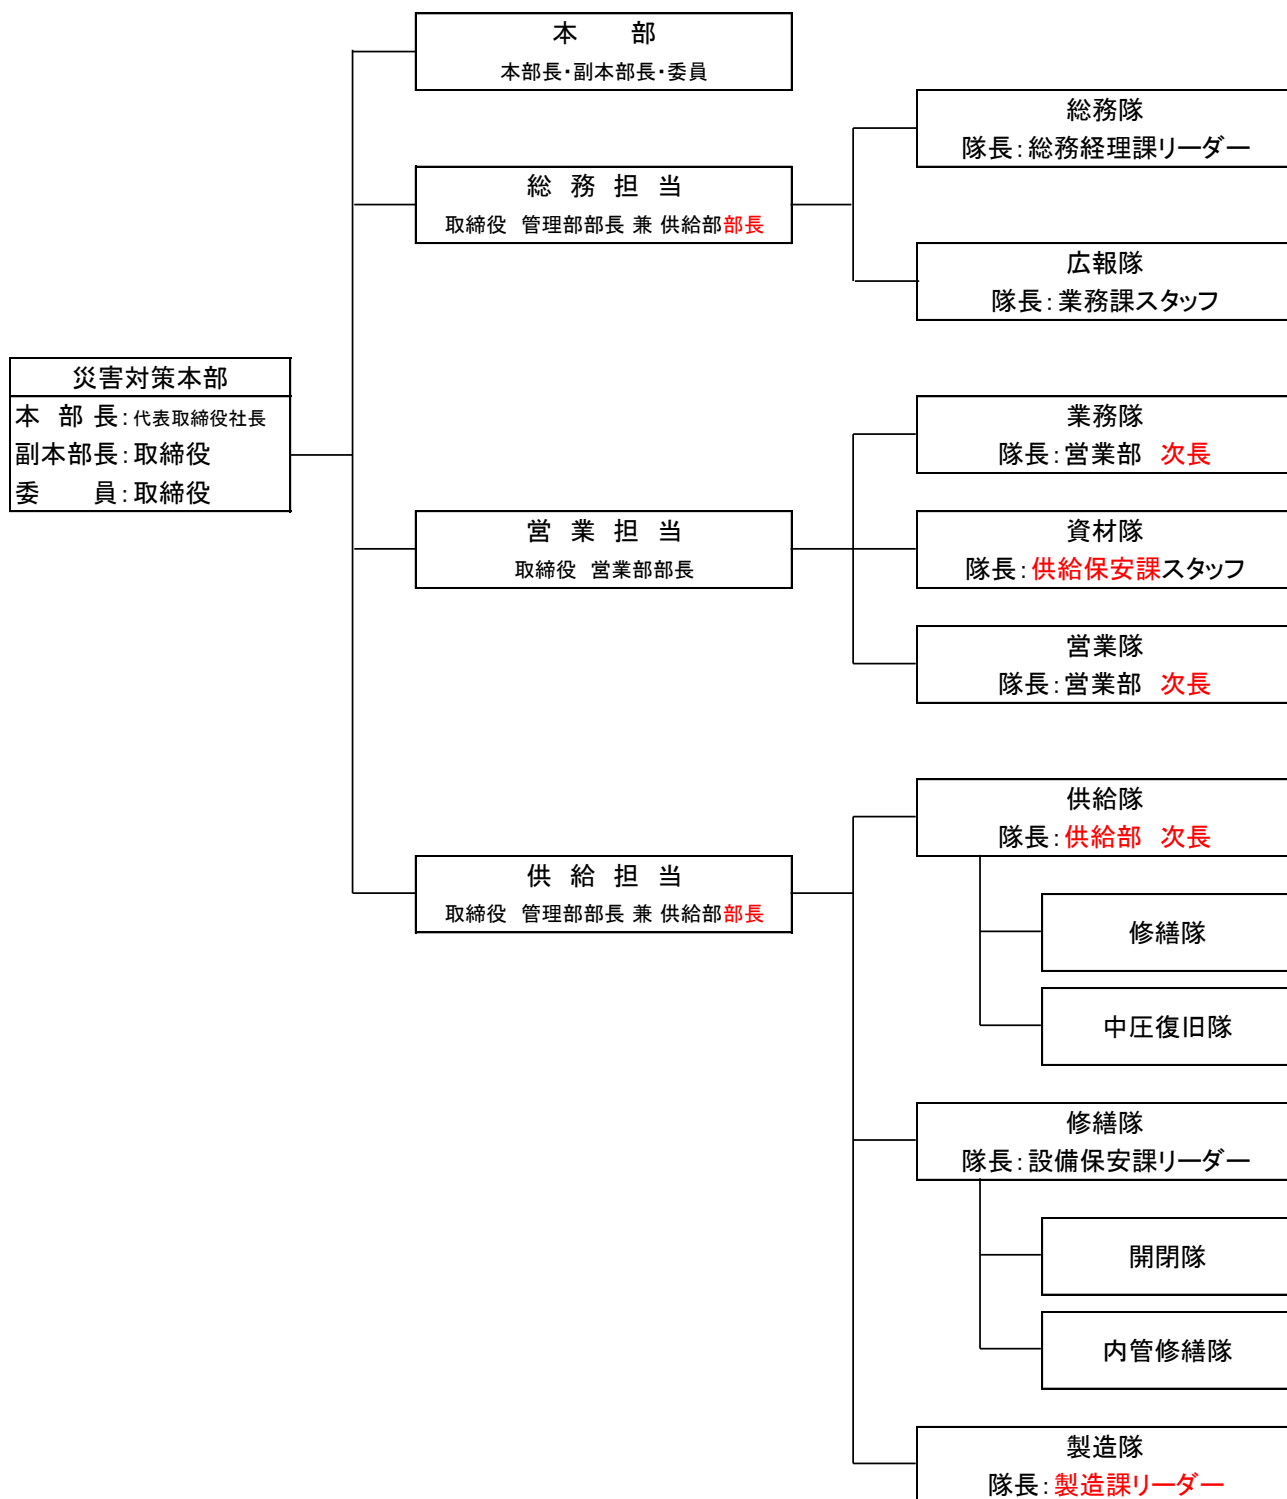 本　部
本部長・副本部長・委員
総務隊
隊長：総務経理課リーダー
総 務 担 当
取締役　管理部部長 兼 供給部部長
広報隊
隊長：業務課スタッフ
災害対策本部
本 部 長：代表取締役社長
副本部長：取締役
委　　員：取締役
業務隊
隊長：営業部　次長
営 業 担 当
取締役　営業部部長
資材隊
隊長：供給保安課スタッフ
営業隊
隊長：営業部　次長
供給隊
隊長：供給部　次長
供 給 担 当
取締役　管理部部長 兼 供給部部長
修繕隊
中圧復旧隊
修繕隊
隊長：設備保安課リーダー
開閉隊
内管修繕隊
製造隊
隊長：製造課リーダー